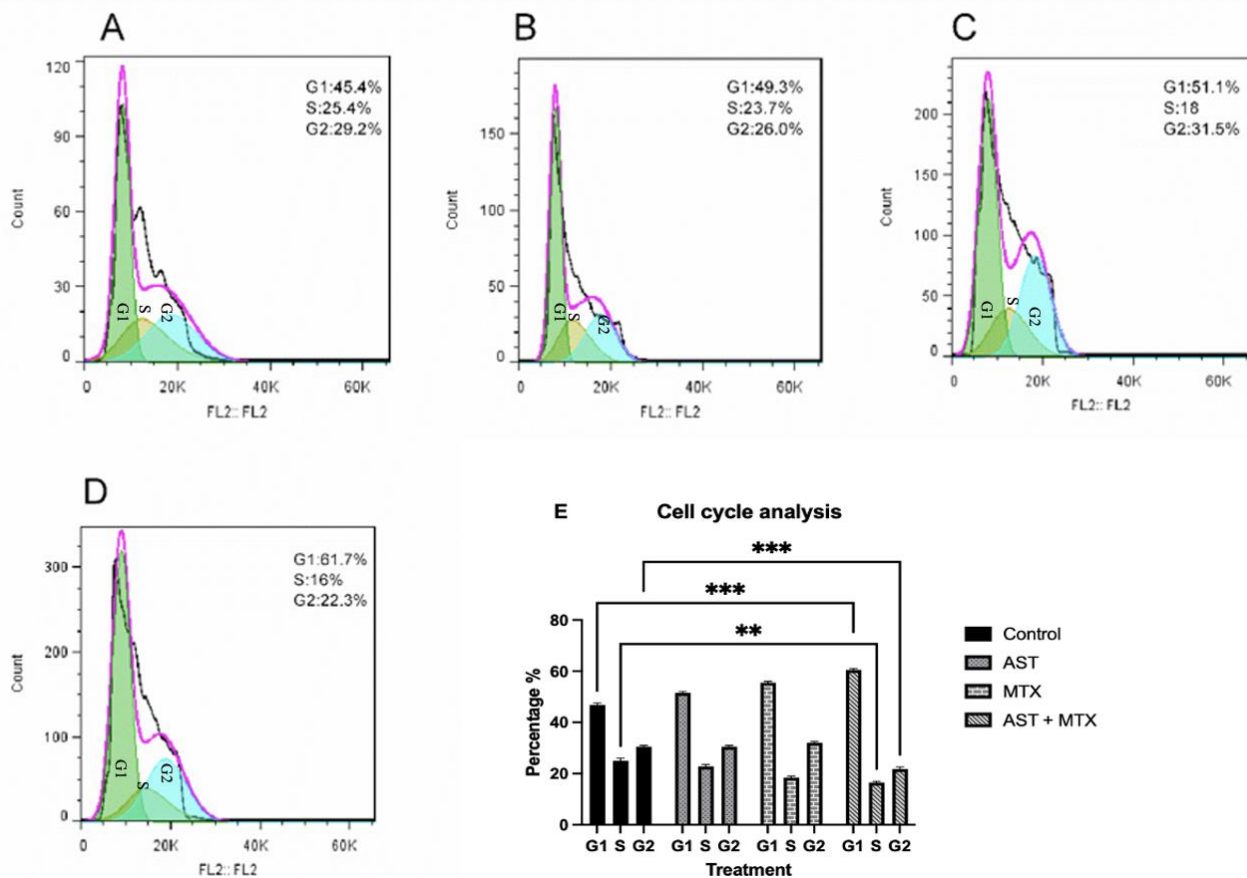 A
120
90
60
30
0
Count
G1:45.4%
S:25.4%
G2:29.2%
G1
S
G2
0 20K 40K 60K
FL2:: FL2
B
150
100
50
0
Count
G1:49.3%
S:23.7%
G2:26.0%
G1
S
G2
0 20K 40K 60K
FL2:: FL2
C
200
150
100
50
0
Count
G1:51.1%
S:18
G2:31.5%
G1
S
G2
0 20K 40K 60K
FL2:: FL2
D
300
200
100
0
Count
G1:61.7%
S:16%
G2:22.3%
G1
S
G2
0 20K 40K 60K
FL2:: FL2
E Cell cycle analysis
***
***
**
80
60
40
20
0
Percentage %
G1 S G2 G1 S G2 G1 S G2 G1 S G2
Treatment
Control
AST
MTX
AST + MTX